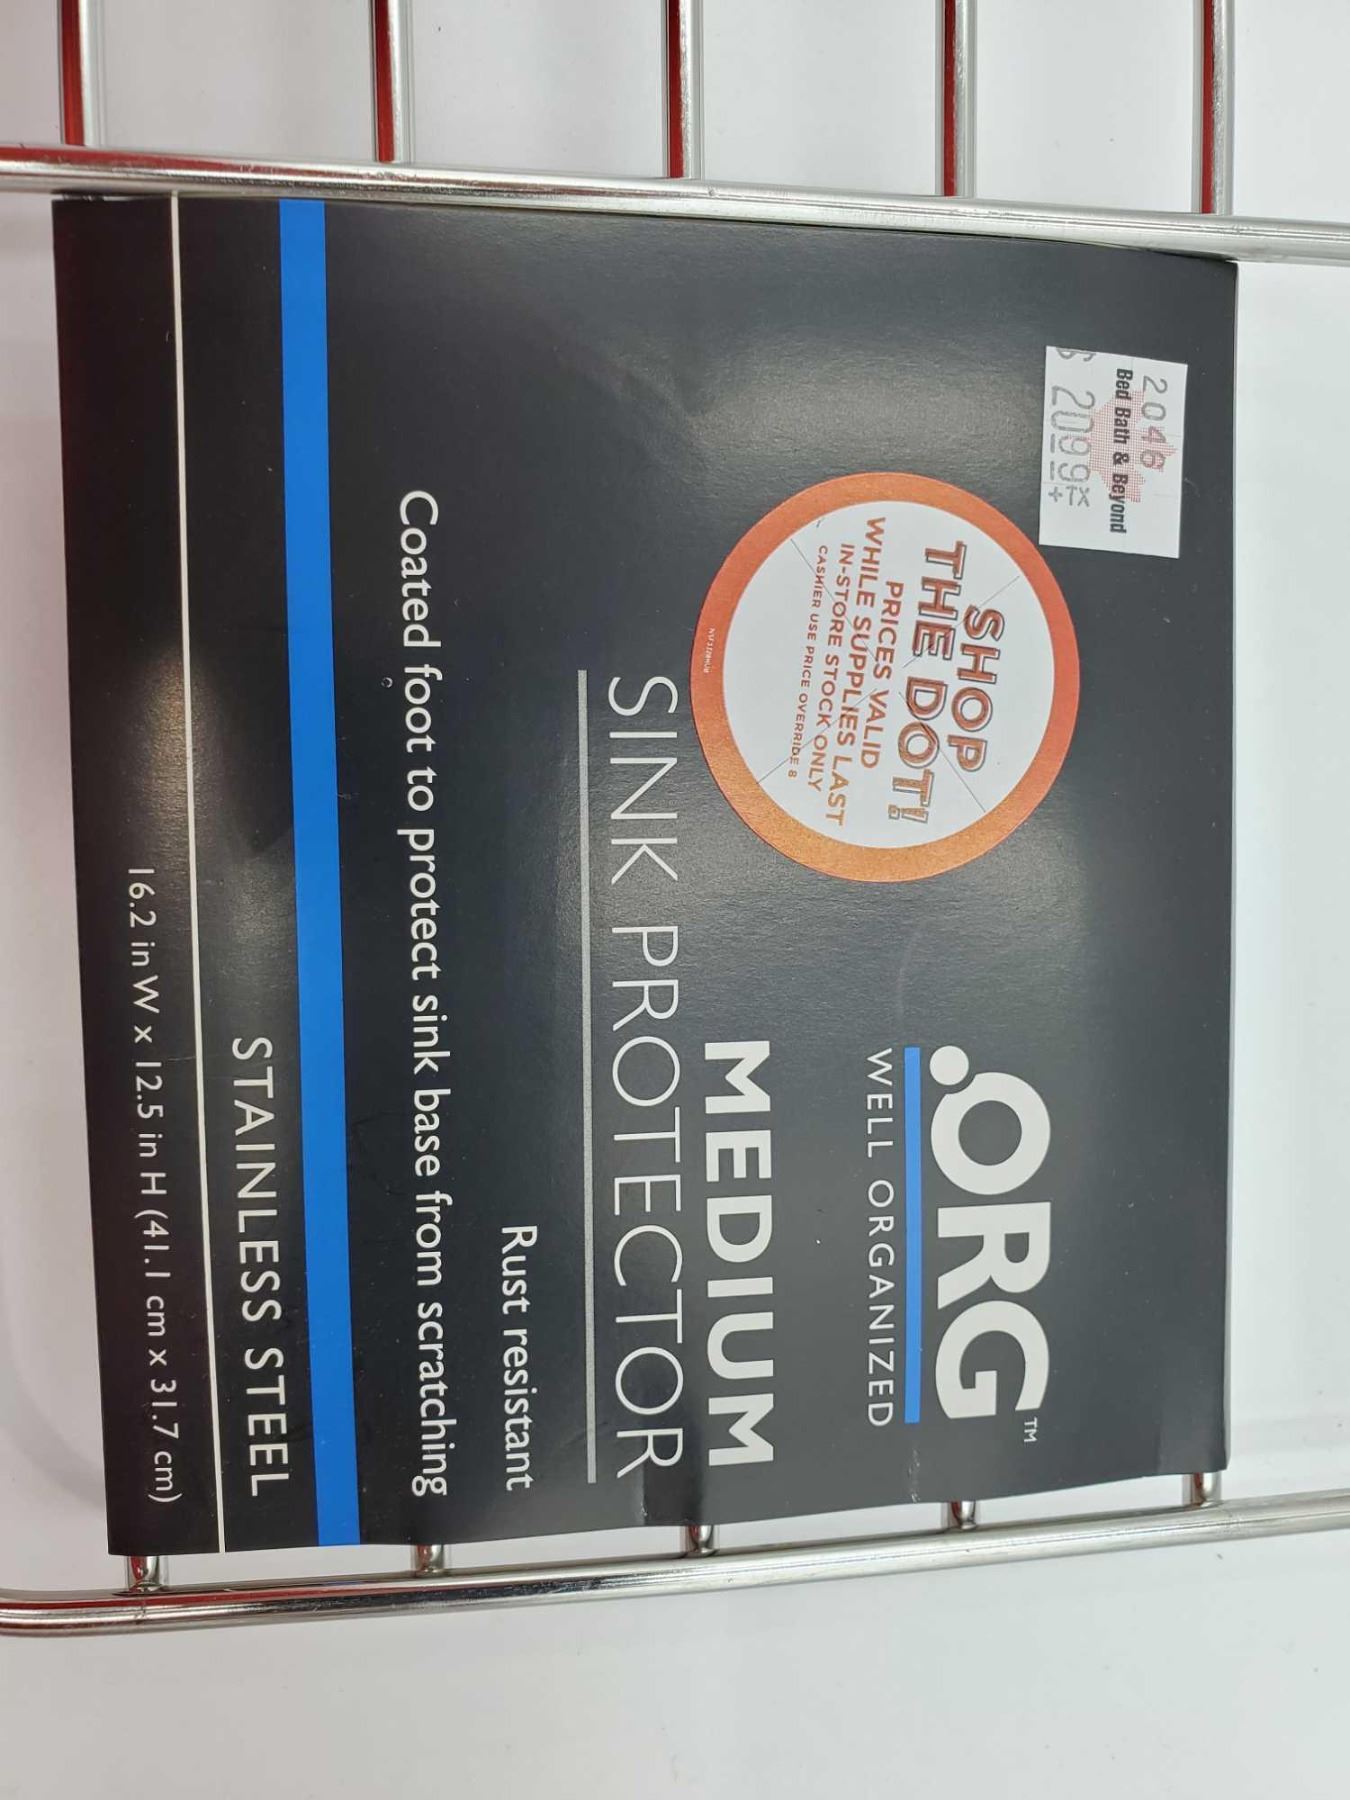 2046
Bed Bath & Beyond
$ 20.99
SHOP
THE DOT!
PRICES VALID
WHILE SUPPLIES LAST
IN-STORE STOCK ONLY
CASHIER USE PRICE OVERRIDE 8
.ORG™
WELL ORGANIZED
MEDIUM
SINK PROTECTOR
Rust resistant
Coated foot to protect sink base from scratching
STAINLESS STEEL
16.2 in W x 12.5 in H (41.1 cm x 31.7 cm)